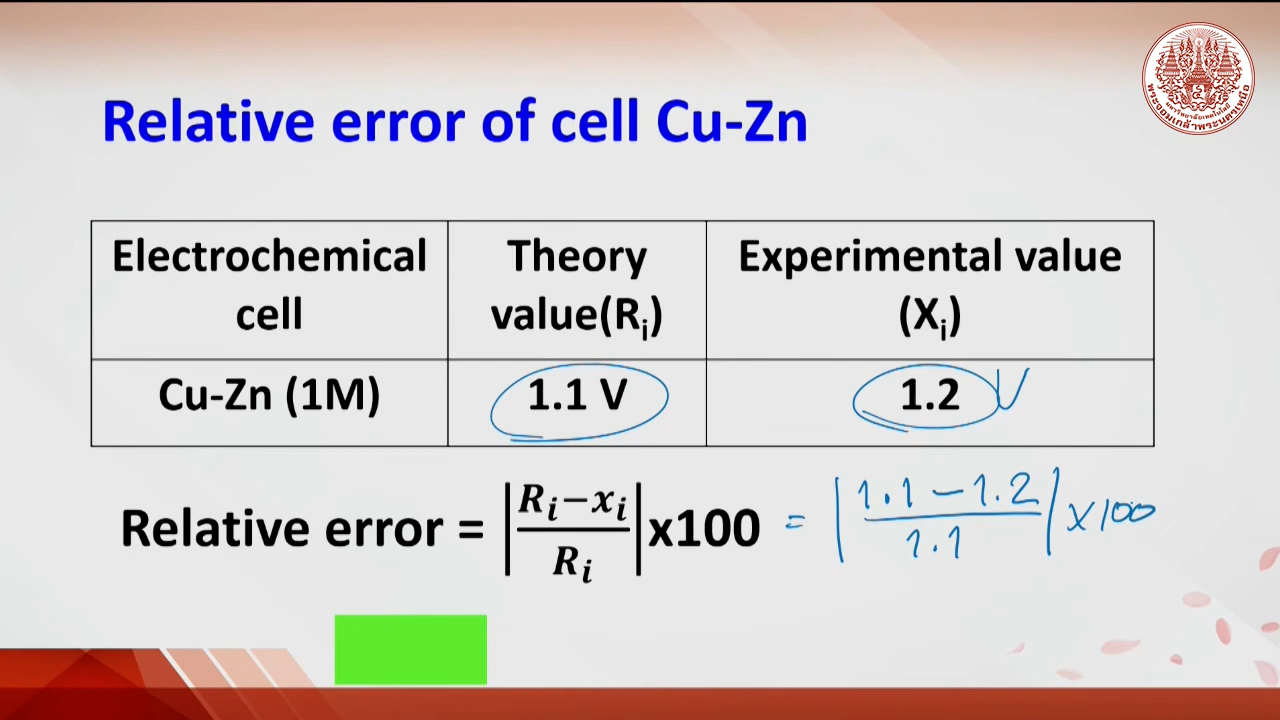 Relative error of cell Cu-Zn
Electrochemical cell
Theory value(Rᵢ)
Experimental value (Xᵢ)
Cu-Zn (1M)
1.1 V
1.2 V
Relative error = |(Rᵢ−xᵢ)/Rᵢ|x100 = |(1.1 − 1.2)/1.1| x 100